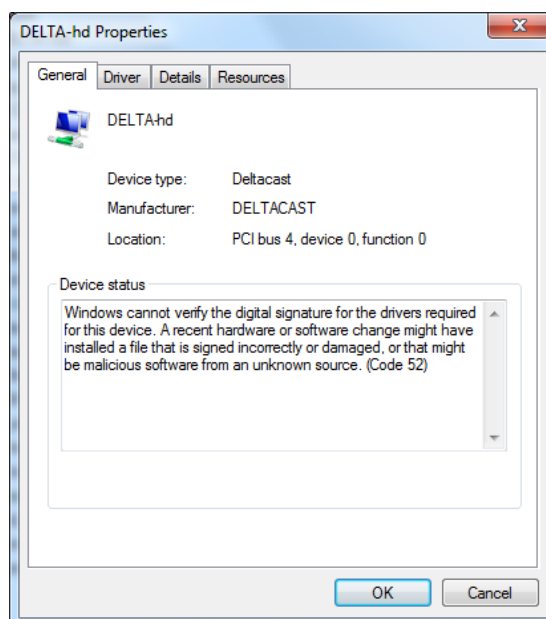 DELTA-hd Properties
General Driver Details Resources
DELTA-hd
Device type: Deltacast
Manufacturer: DELTACAST
Location: PCI bus 4, device 0, function 0
Device status
Windows cannot verify the digital signature for the drivers required
for this device. A recent hardware or software change might have
installed a file that is signed incorrectly or damaged, or that might
be malicious software from an unknown source. (Code 52)
OK Cancel